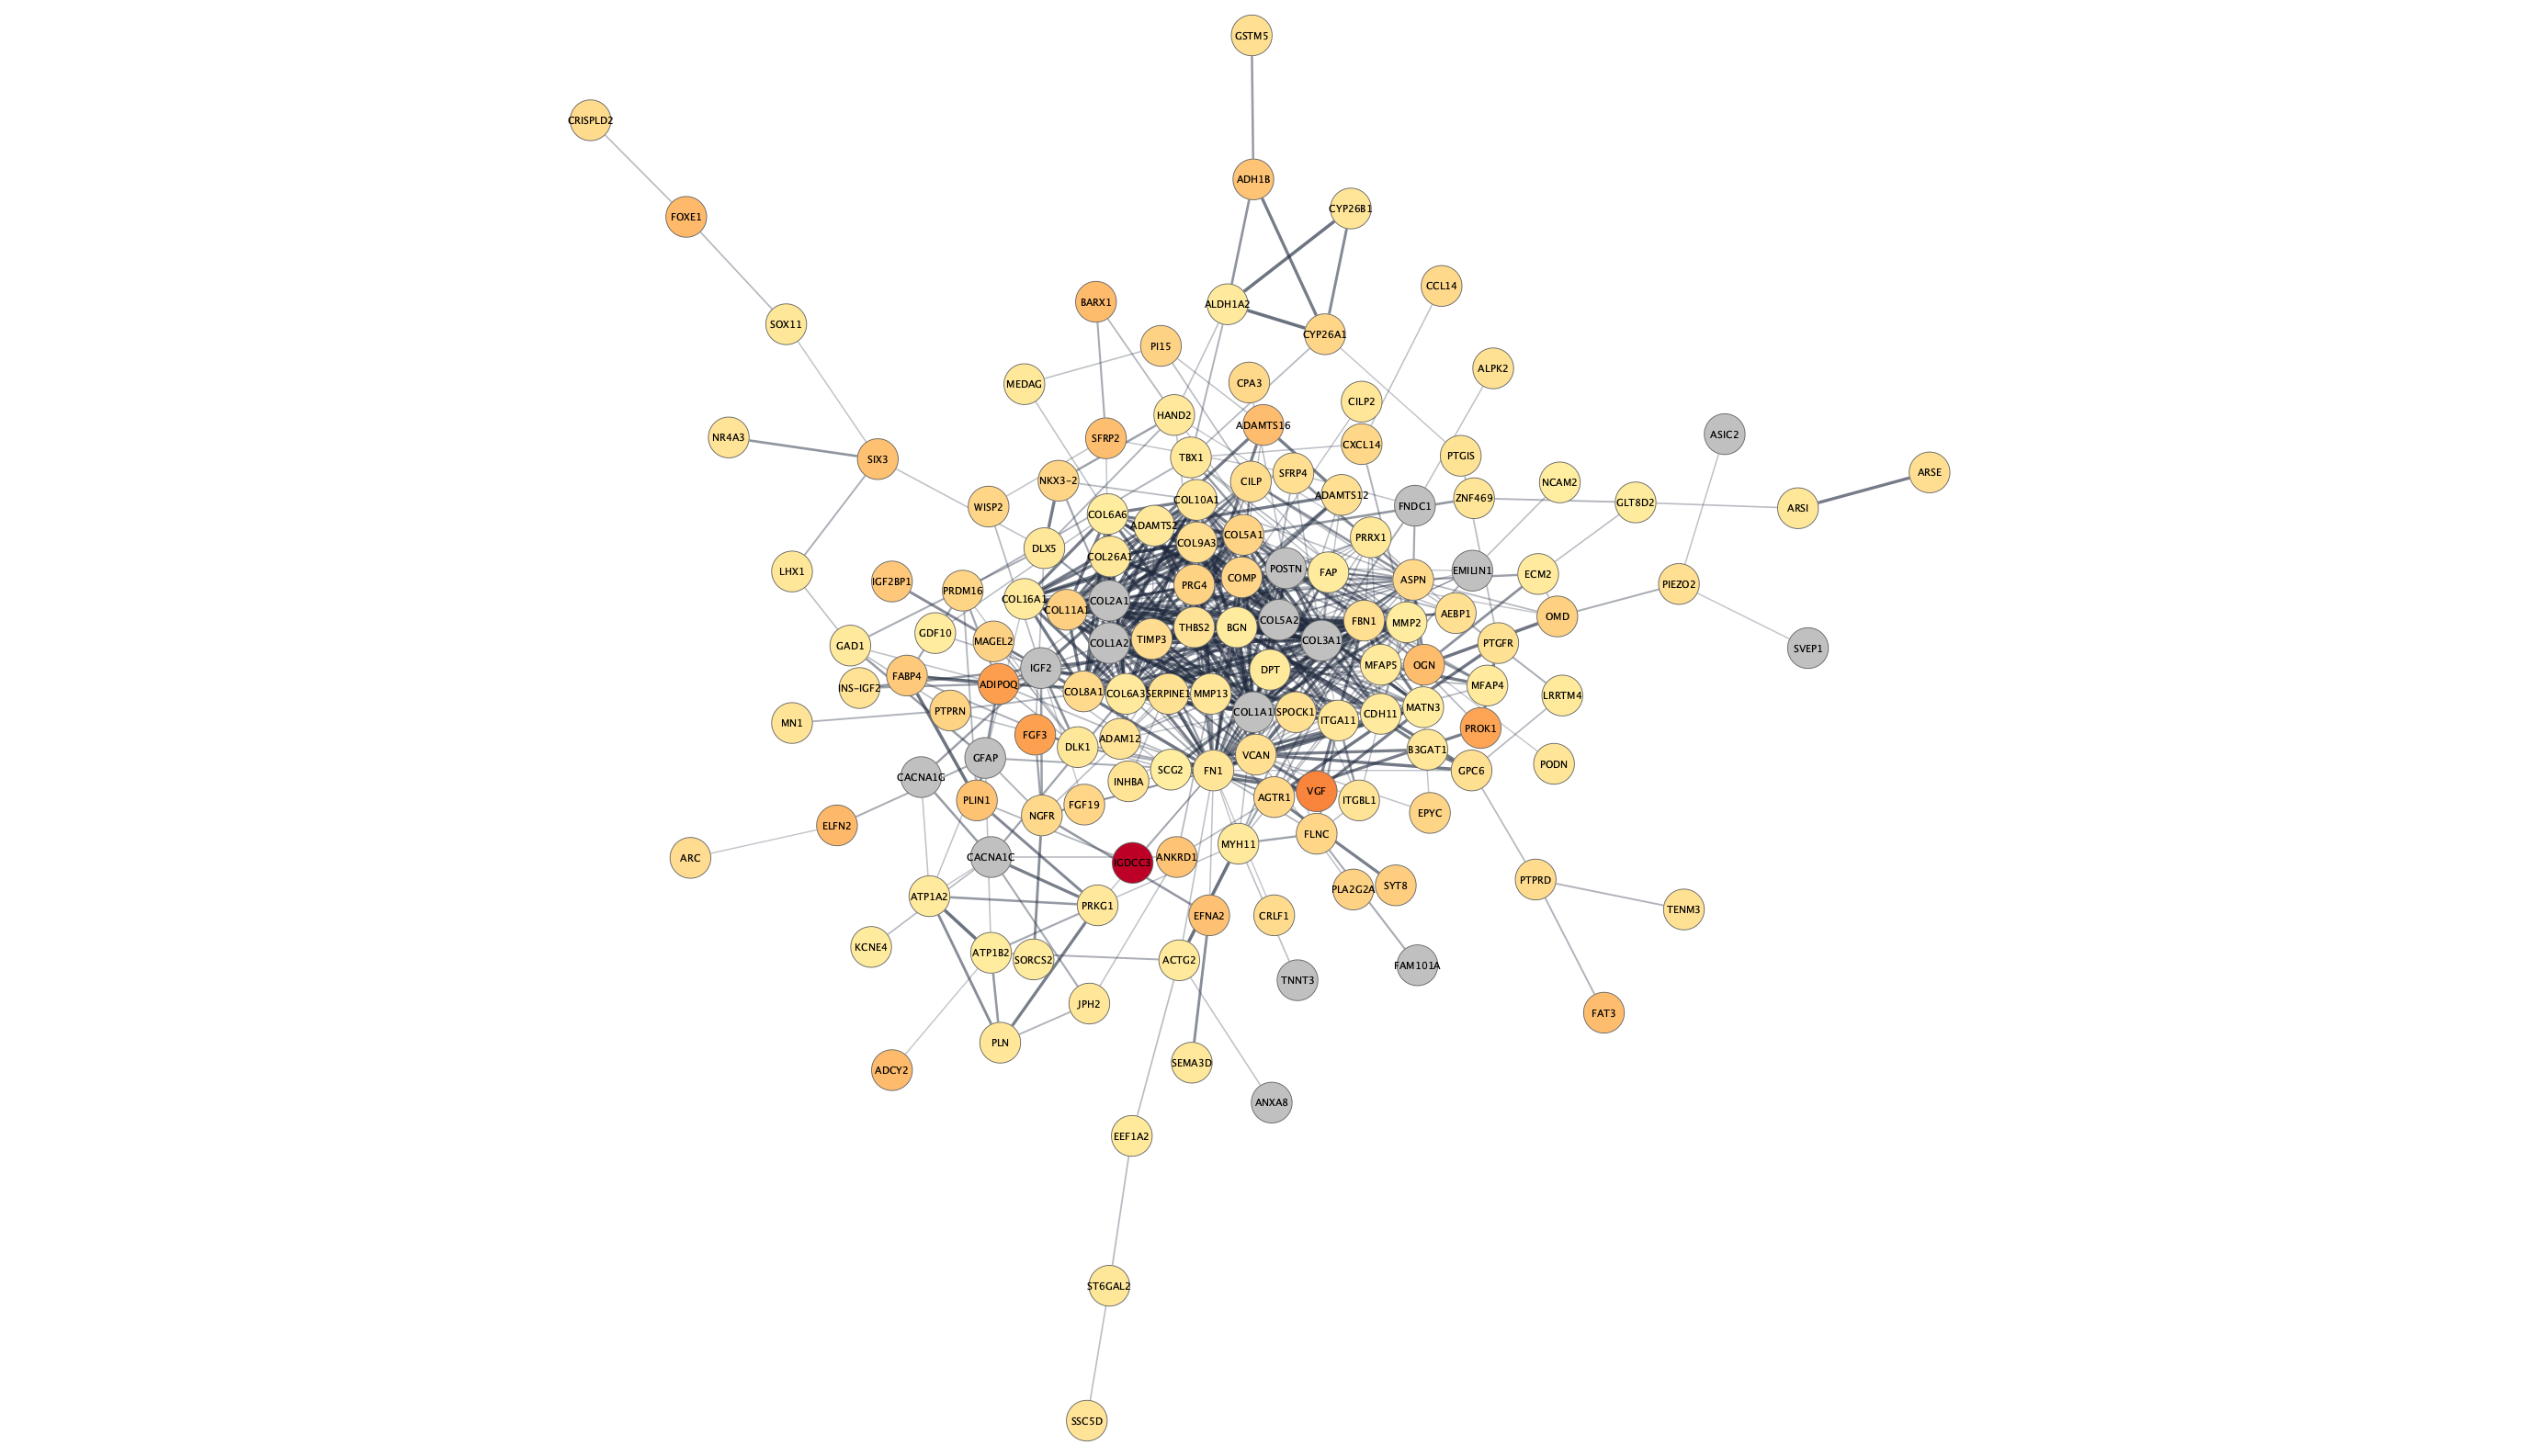 GSTM5
CRISPLD2
ADH1B
CYP26B1
FOXE1
CCL14
BARX1
ALDH1A2
SOX11
CYP26A1
PI15
ALPK2
CPA3
MEDAG
CILP2
HAND2
ADAMTS16
ASIC2
NR4A3
SFRP2
CXCL14
PTGIS
TBX1
SIX3
ARSE
SFRP4
NKX3-2
CILP
NCAM2
ADAMTS12
ZNF469
COL10A1
GLT8D2
WISP2
FNDC1
ARSI
COL6A6
ADAMTS2
COL5A1
PRRX1
COL9A3
DLX5
COL26A1
POSTN
EMILIN1
LHX1
FAP
ECM2
COMP
ASPN
IGF2BP1
PIEZO2
PRG4
PRDM16
COL16A1
COL2A1
COL11A1
AEBP1
OMD
COL5A2
FBN1
MMP2
THBS2
BGN
GDF10
TIMP3
COL3A1
MAGEL2
COL1A2
PTGFR
GAD1
SVEP1
MFAP5
OGN
IGF2
DPT
FABP4
ADIPOQ
MFAP4
INS-IGF2
COL8A1
COL6A3
SERPINE1
MMP13
LRRTM4
MATN3
PTPRN
COL1A1
SPOCK1
CDH11
ITGA11
MN1
PROK1
FGF3
ADAM12
DLK1
B3GAT1
VCAN
GFAP
PODN
SCG2
FN1
GPC6
CACNA1G
INHBA
VGF
AGTR1
PLIN1
ITGBL1
FGF19
EPYC
NGFR
ELFN2
FLNC
MYH11
ARC
CACNA1C
ANKRD1
IGDCC3
PTPRD
SYT8
PLA2G2A
ATP1A2
PRKG1
TENM3
EFNA2
CRLF1
KCNE4
ATP1B2
SORCS2
ACTG2
FAM101A
TNNT3
JPH2
FAT3
PLN
SEMA3D
ADCY2
ANXA8
EEF1A2
ST6GAL2
SSC5D